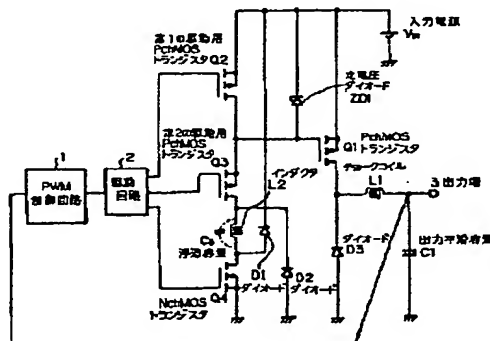 第1の駆動用
PchMOS
トランジスタ Q2
入力電源
VIN
定電圧
ダイオード
ZD1
第2の駆動用
PchMOS
トランジスタ
Q3
Q1 PchMOS
トランジスタ
チョークコイル
L1
3 出力端
インダクタ
L2
1
PWM
制御回路
2
駆動
回路
Cs
浮遊容量
D1
ダイオード
D2
ダイオード
ダイオード
D3
出力平滑容量
C1
NchMOS
トランジスタ
Q4